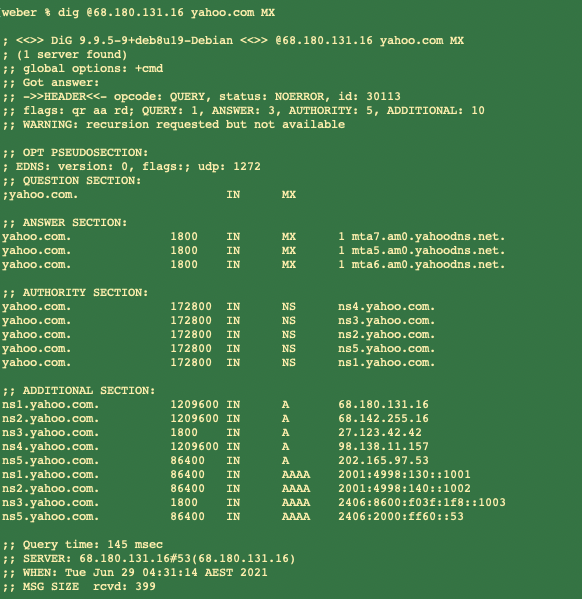 weber % dig @68.180.131.16 yahoo.com MX

; <<>> DiG 9.9.5-9+deb8u19-Debian <<>> @68.180.131.16 yahoo.com MX
; (1 server found)
;; global options: +cmd
;; Got answer:
;; ->>HEADER<<- opcode: QUERY, status: NOERROR, id: 30113
;; flags: qr aa rd; QUERY: 1, ANSWER: 3, AUTHORITY: 5, ADDITIONAL: 10
;; WARNING: recursion requested but not available

;; OPT PSEUDOSECTION:
; EDNS: version: 0, flags:; udp: 1272
;; QUESTION SECTION:
;yahoo.com. IN MX

;; ANSWER SECTION:
yahoo.com. 1800 IN MX 1 mta7.am0.yahoodns.net.
yahoo.com. 1800 IN MX 1 mta5.am0.yahoodns.net.
yahoo.com. 1800 IN MX 1 mta6.am0.yahoodns.net.

;; AUTHORITY SECTION:
yahoo.com. 172800 IN NS ns4.yahoo.com.
yahoo.com. 172800 IN NS ns3.yahoo.com.
yahoo.com. 172800 IN NS ns2.yahoo.com.
yahoo.com. 172800 IN NS ns5.yahoo.com.
yahoo.com. 172800 IN NS ns1.yahoo.com.

;; ADDITIONAL SECTION:
ns1.yahoo.com. 1209600 IN A 68.180.131.16
ns2.yahoo.com. 1209600 IN A 68.142.255.16
ns3.yahoo.com. 1800 IN A 27.123.42.42
ns4.yahoo.com. 1209600 IN A 98.138.11.157
ns5.yahoo.com. 86400 IN A 202.165.97.53
ns1.yahoo.com. 86400 IN AAAA 2001:4998:130::1001
ns2.yahoo.com. 86400 IN AAAA 2001:4998:140::1002
ns3.yahoo.com. 1800 IN AAAA 2406:8600:f03f:1f8::1003
ns5.yahoo.com. 86400 IN AAAA 2406:2000:ff60::53

;; Query time: 145 msec
;; SERVER: 68.180.131.16#53(68.180.131.16)
;; WHEN: Tue Jun 29 04:31:14 AEST 2021
;; MSG SIZE rcvd: 399